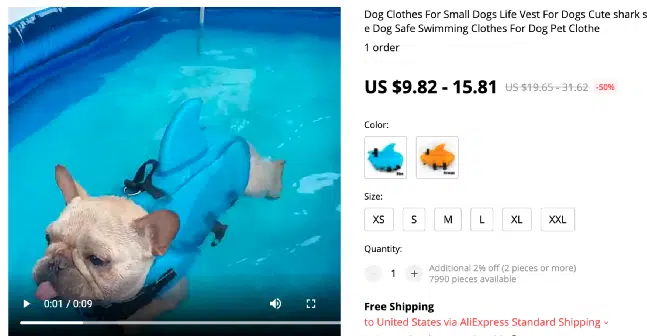 Dog Clothes For Small Dogs Life Vest For Dogs Cute shark s
e Dog Safe Swimming Clothes For Dog Pet Clothe
1 order
US $9.82 - 15.81 US $19.65 - 31.62 -50%
Color:
Size:
XS S M L XL XXL
Quantity:
− 1 + Additional 2% off (2 pieces or more)
7990 pieces available
0:01 / 0:09
Free Shipping
to United States via AliExpress Standard Shipping